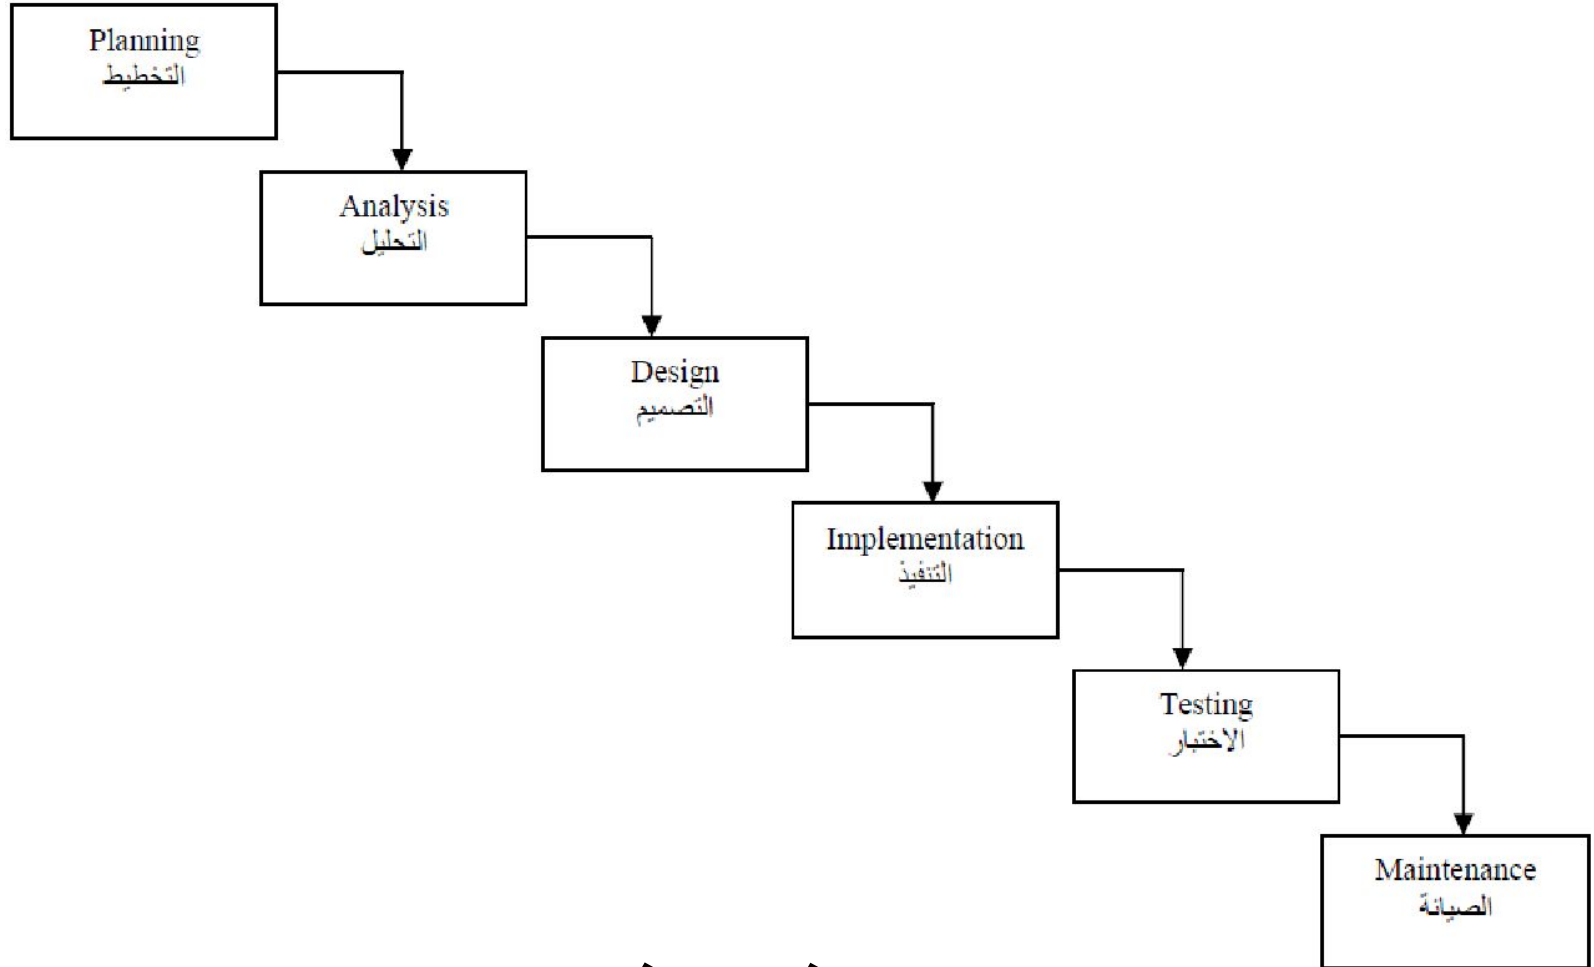 Planning
التخطيط
Analysis
التحليل
Design
التصميم
Implementation
التنفيذ
Testing
الاختبار
Maintenance
الصيانة